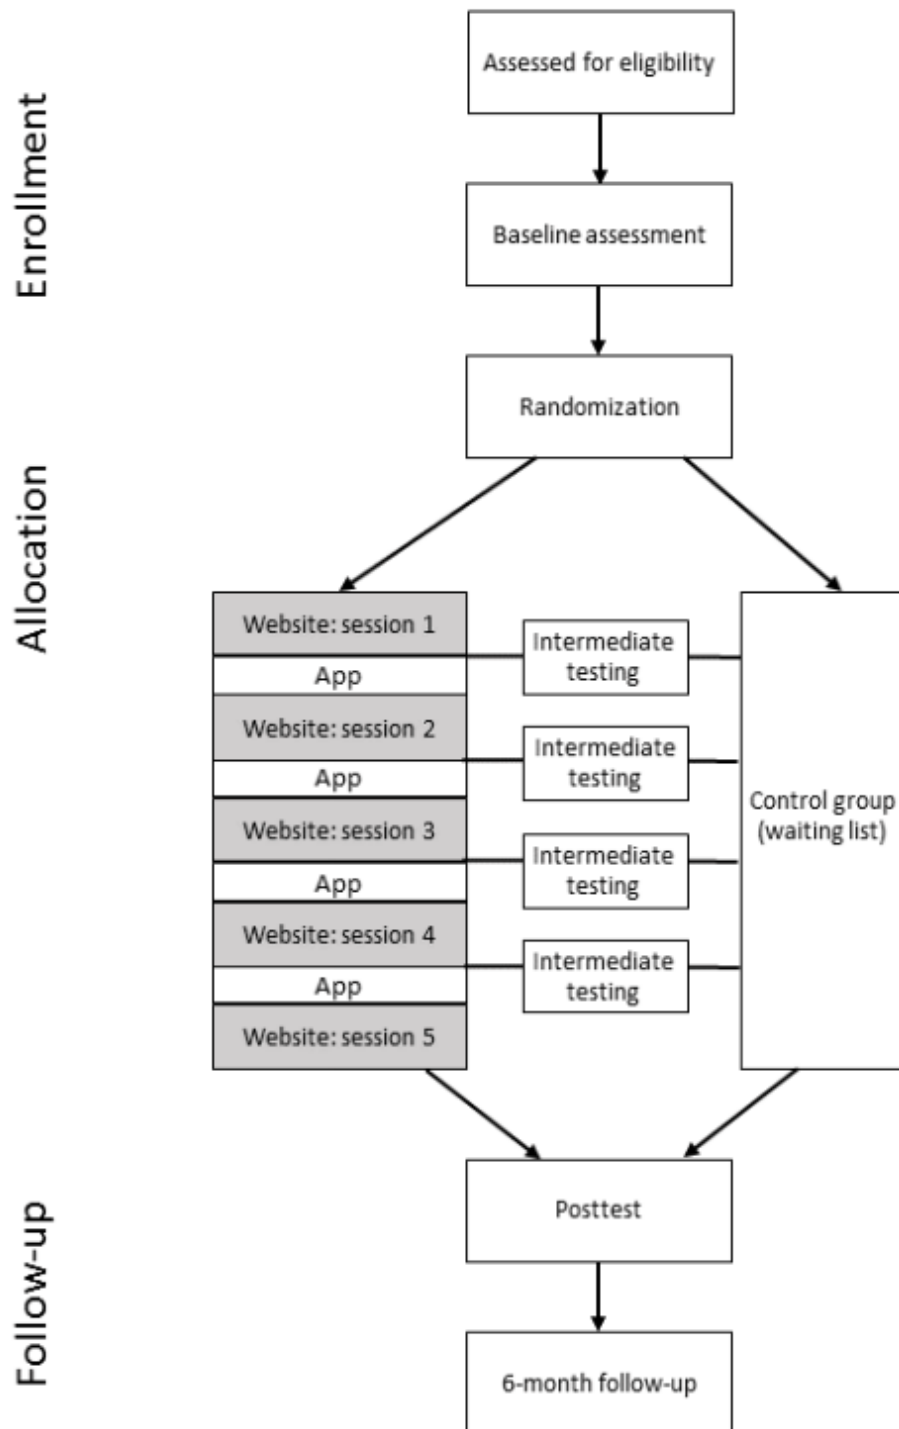 Enrollment
Assessed for eligibility
Baseline assessment
Randomization
Allocation
Website: session 1
App
Website: session 2
App
Website: session 3
App
Website: session 4
App
Website: session 5
Intermediate
testing
Intermediate
testing
Intermediate
testing
Intermediate
testing
Control group
(waiting list)
Follow-up
Posttest
6-month follow-up